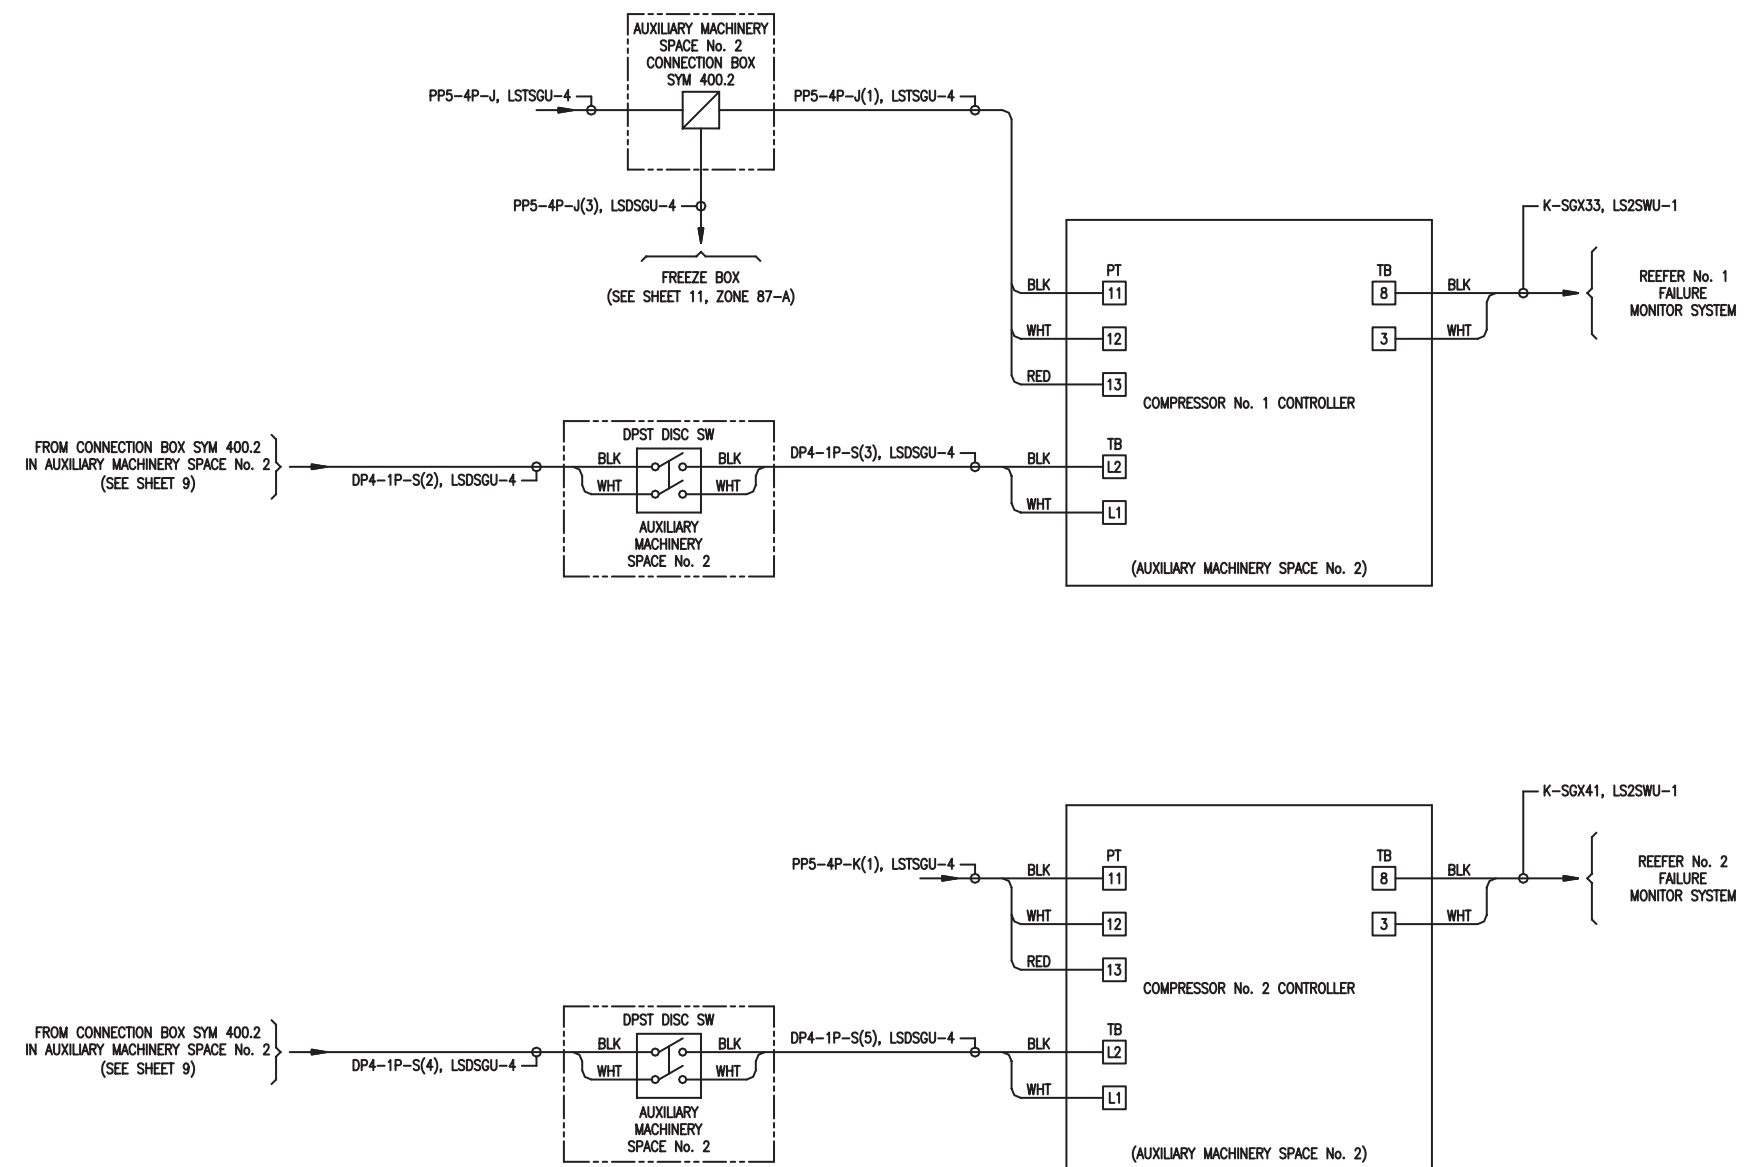 AUXILIARY MACHINERY
SPACE No. 2
CONNECTION BOX
SYM 400.2
PP5-4P-J, LSTSGU-4
PP5-4P-J(1), LSTSGU-4
PP5-4P-J(3), LSDSGU-4
FREEZE BOX
(SEE SHEET 11, ZONE 87-A)
K-SGX33, LS2SWU-1
PT
BLK
11
WHT
12
RED
13
TB
8
BLK
3
WHT
REEFER No. 1
FAILURE
MONITOR SYSTEM
COMPRESSOR No. 1 CONTROLLER
FROM CONNECTION BOX SYM 400.2
IN AUXILIARY MACHINERY SPACE No. 2
(SEE SHEET 9)
DP4-1P-S(2), LSDSGU-4
DPST DISC SW
BLK
BLK
WHT
WHT
AUXILIARY
MACHINERY
SPACE No. 2
DP4-1P-S(3), LSDSGU-4
TB
BLK
L2
WHT
L1
(AUXILIARY MACHINERY SPACE No. 2)
K-SGX41, LS2SWU-1
PP5-4P-K(1), LSTSGU-4
PT
BLK
11
WHT
12
RED
13
TB
8
BLK
3
WHT
REEFER No. 2
FAILURE
MONITOR SYSTEM
COMPRESSOR No. 2 CONTROLLER
FROM CONNECTION BOX SYM 400.2
IN AUXILIARY MACHINERY SPACE No. 2
(SEE SHEET 9)
DP4-1P-S(4), LSDSGU-4
DPST DISC SW
BLK
BLK
WHT
WHT
AUXILIARY
MACHINERY
SPACE No. 2
DP4-1P-S(5), LSDSGU-4
TB
BLK
L2
WHT
L1
(AUXILIARY MACHINERY SPACE No. 2)